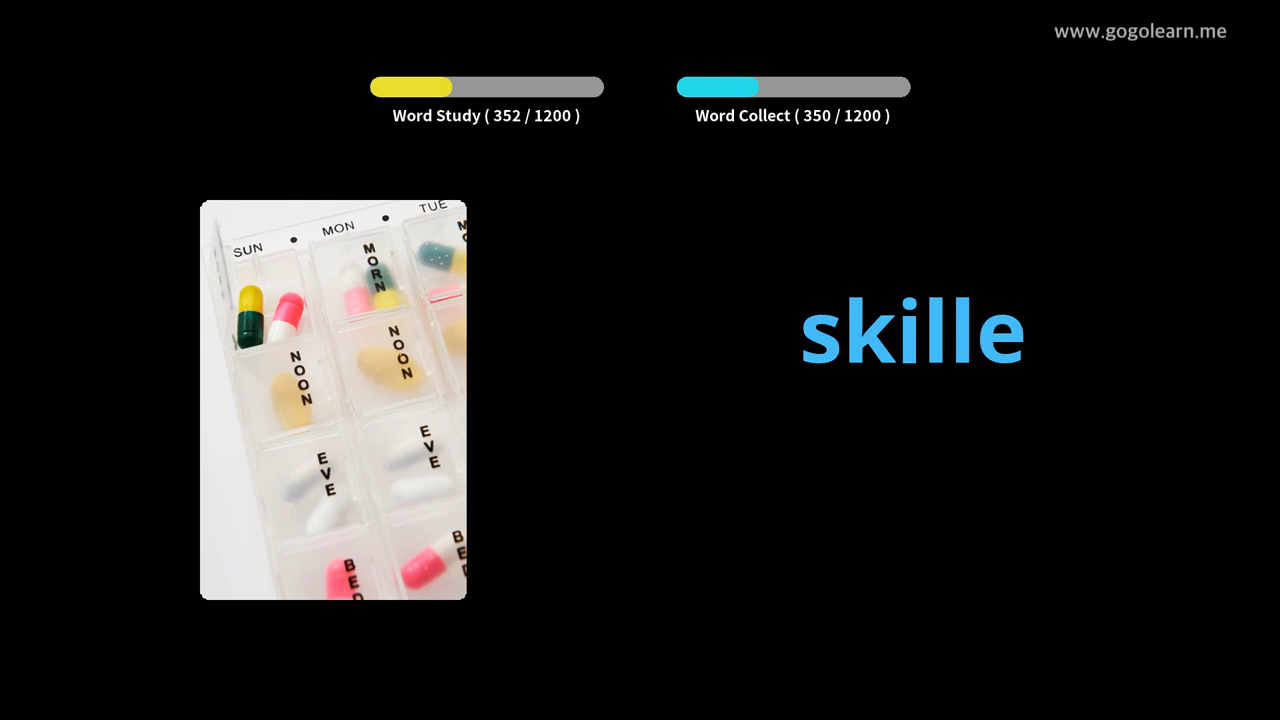 www.gogolearn.me
Word Study ( 352 / 1200 )
Word Collect ( 350 / 1200 )
SUN • MON • TUE
MORN
NOON
NOON
EVE
EVE
BED
skille